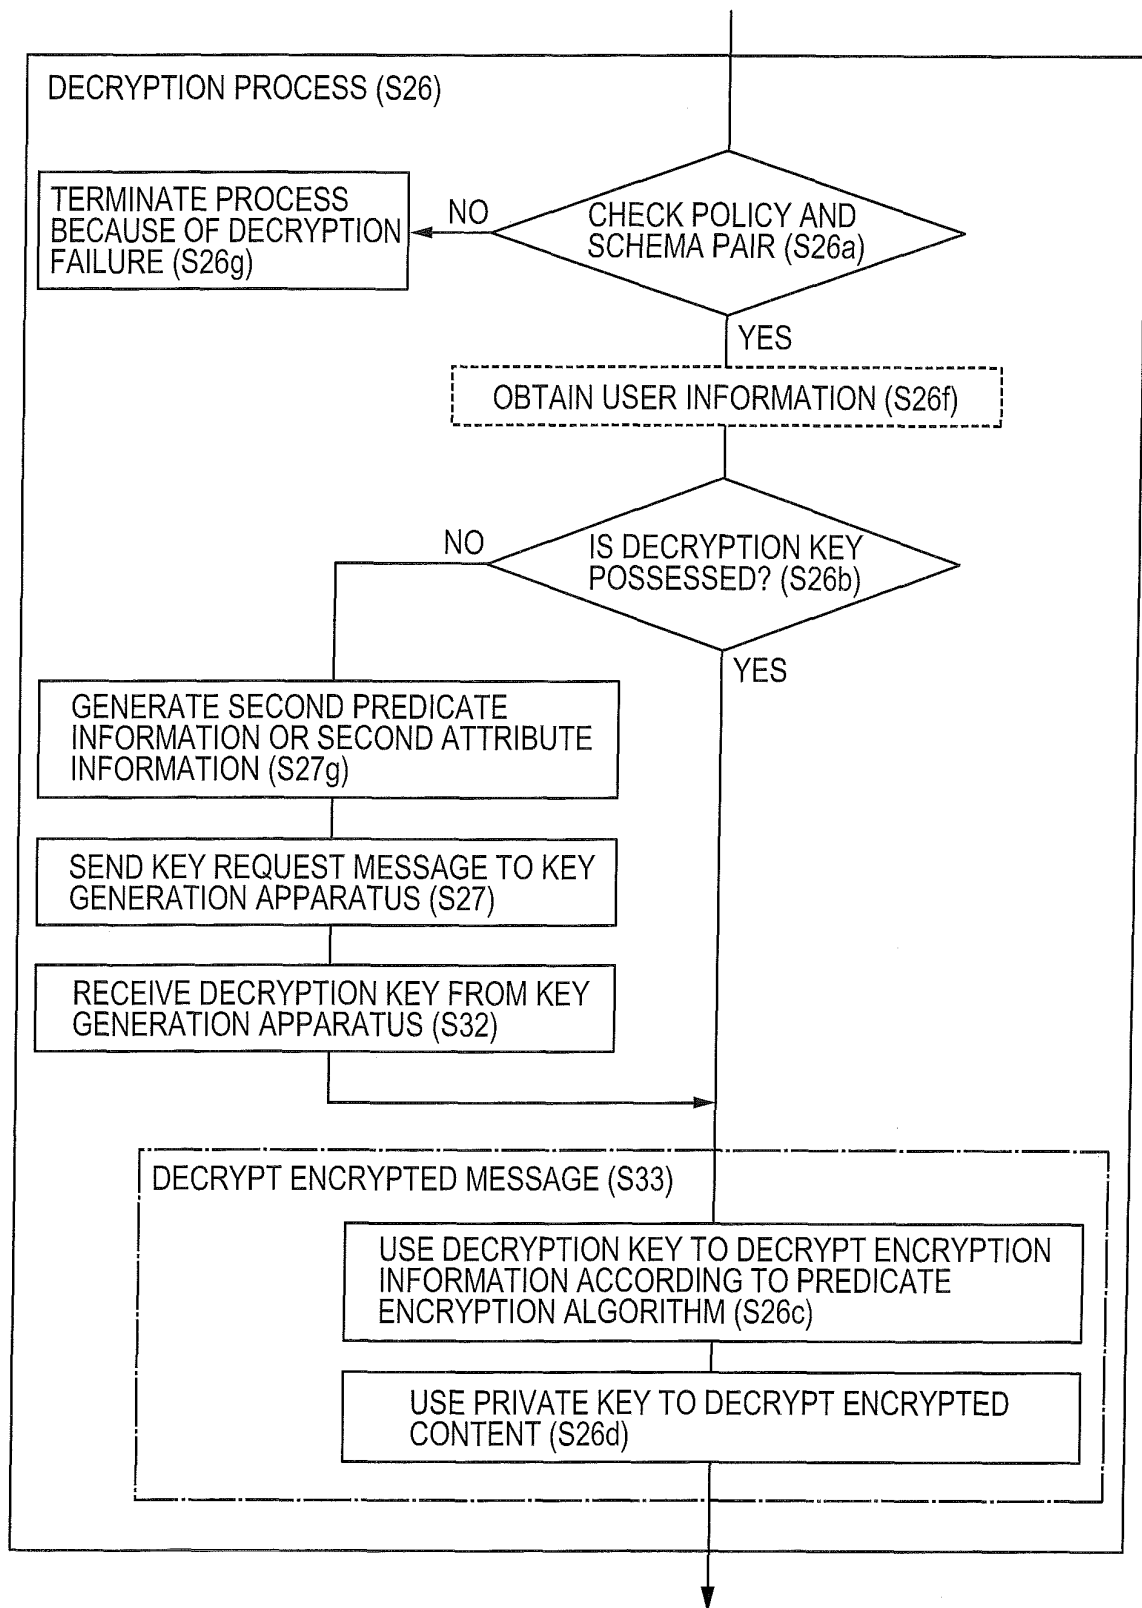 DECRYPTION PROCESS (S26)
TERMINATE PROCESS
BECAUSE OF DECRYPTION
FAILURE (S26g)
NO
CHECK POLICY AND
SCHEMA PAIR (S26a)
YES
OBTAIN USER INFORMATION (S26f)
NO
IS DECRYPTION KEY
POSSESSED? (S26b)
YES
GENERATE SECOND PREDICATE
INFORMATION OR SECOND ATTRIBUTE
INFORMATION (S27g)
SEND KEY REQUEST MESSAGE TO KEY
GENERATION APPARATUS (S27)
RECEIVE DECRYPTION KEY FROM KEY
GENERATION APPARATUS (S32)
DECRYPT ENCRYPTED MESSAGE (S33)
USE DECRYPTION KEY TO DECRYPT ENCRYPTION
INFORMATION ACCORDING TO PREDICATE
ENCRYPTION ALGORITHM (S26c)
USE PRIVATE KEY TO DECRYPT ENCRYPTED
CONTENT (S26d)